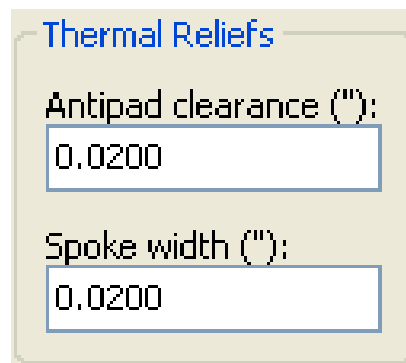 Thermal Reliefs
Antipad clearance ("):
0.0200
Spoke width ("):
0.0200